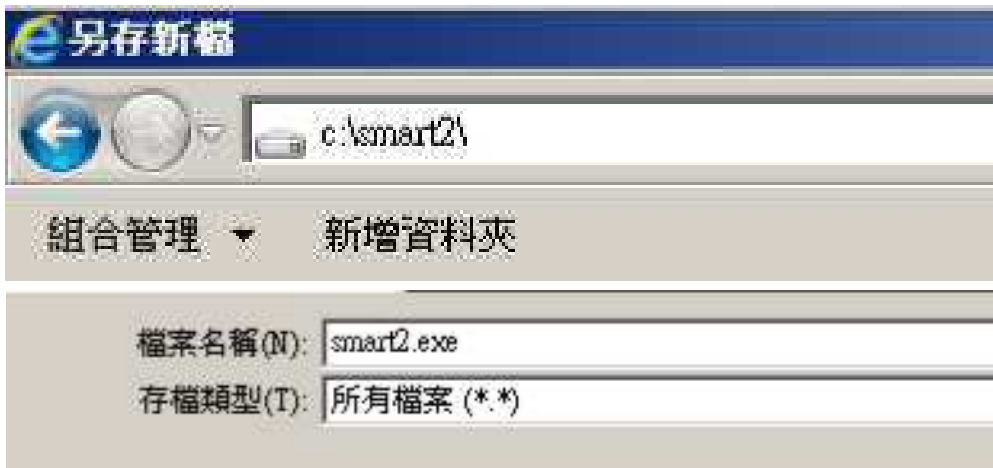 另存新檔
c:\smart2\
組合管理 新增資料夾
檔案名稱(N): smart2.exe
存檔類型(T): 所有檔案 (*.*)